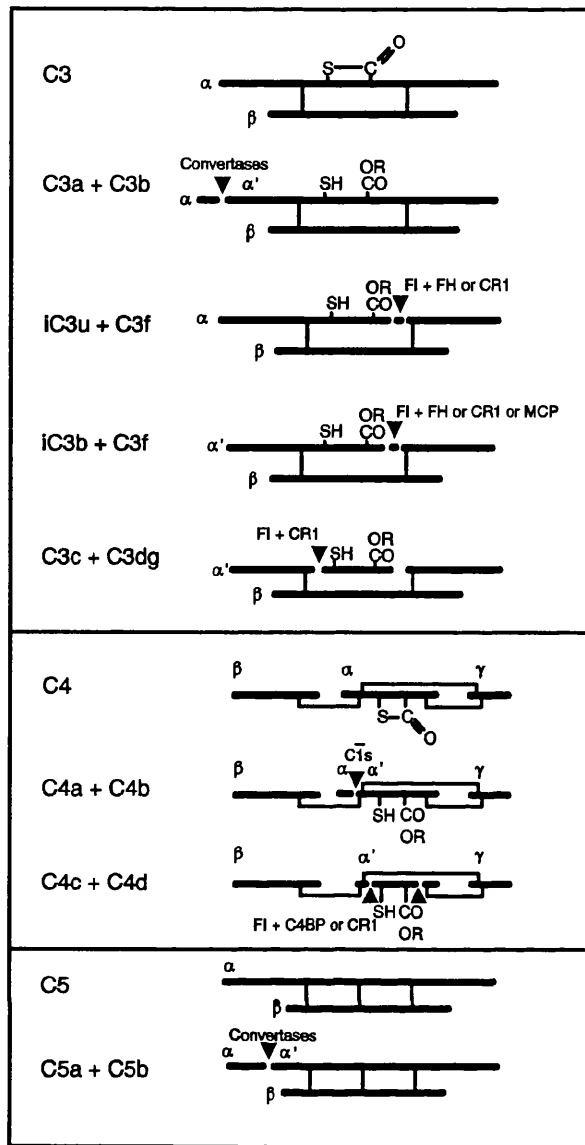 C3
α
S C O
β
C3a + C3b
Convertases
α α'
SH OR
CO
β
iC3u + C3f
α
SH OR
CO
FI + FH or CR1
β
iC3b + C3f
α'
SH OR
CO
FI + FH or CR1 or MCP
β
C3c + C3dg
FI + CR1
α'
SH OR
CO
β
C4
β α γ
S C O
C4a + C4b
C1̅s
β α α' γ
SH CO
OR
C4c + C4d
β α' γ
SH CO
FI + C4BP or CR1
OR
C5
α
β
C5a + C5b
Convertases
α α'
β